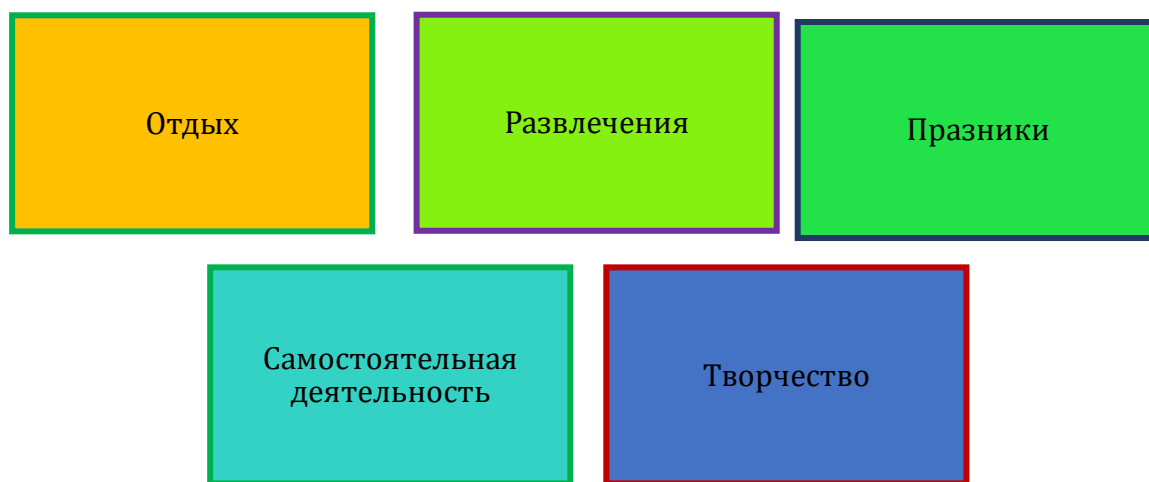 Отдых
Развлечения
Празники
Самостоятельная
деятельность
Творчество